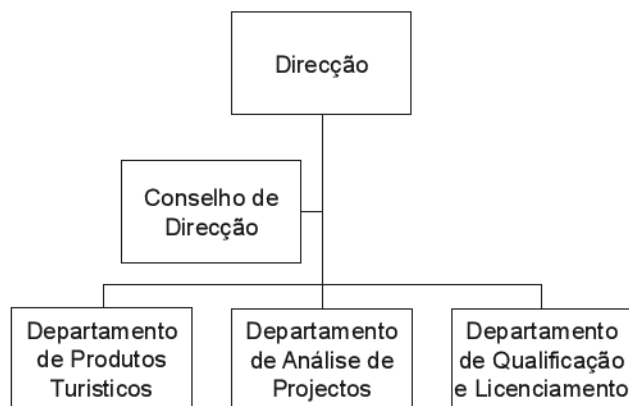 Direcção
Conselho de
Direcção
Departamento
de Produtos
Turisticos
Departamento
de Análise de
Projectos
Departamento
de Qualificação
e Licenciamento